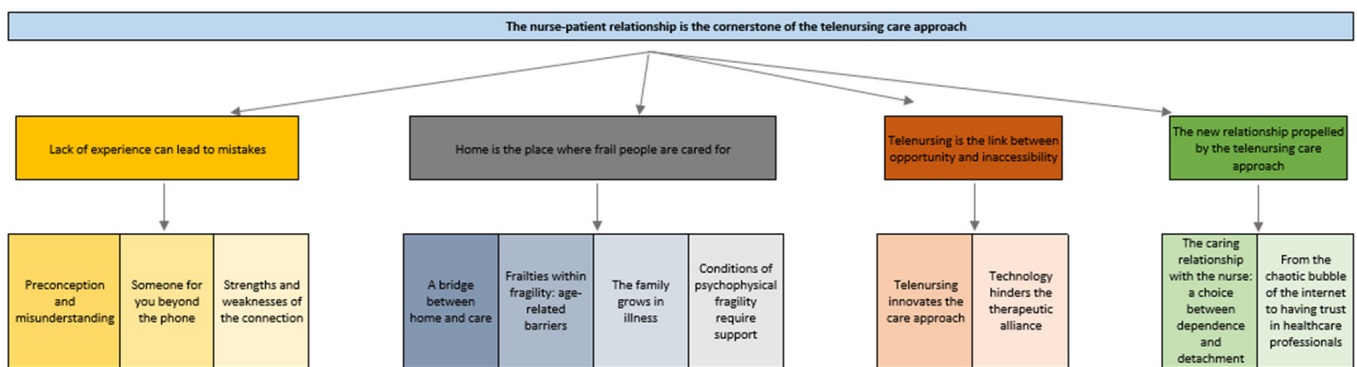 The nurse-patient relationship is the cornerstone of the telenursing care approach
Lack of experience can lead to mistakes
Home is the place where frail people are cared for
Telenursing is the link between
opportunity and inaccessibility
The new relationship propelled
by the telenursing care
approach
Preconception
and
misunderstanding
Someone for
you beyond
the phone
Strengths and
weaknesses of
the connection
A bridge
between
home and care
Frailties within
fragility: age-
related
barriers
The family
grows in
illness
Conditions of
psychophysical
fragility
require
support
Telenursing
innovates the
care approach
Technology
hinders the
therapeutic
alliance
The caring
relationship
with the nurse:
a choice
between
dependence
and
detachment
From the
chaotic bubble
of the internet
to having trust
in healthcare
professionals